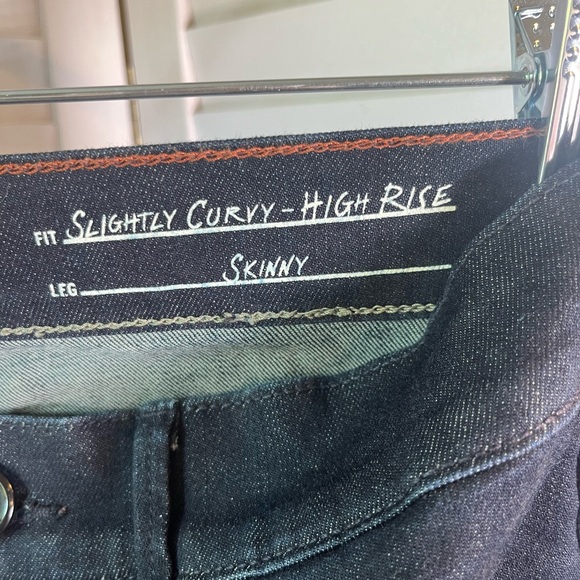 FIT SLIGHTLY CURVY - HIGH RISE
LEG SKINNY